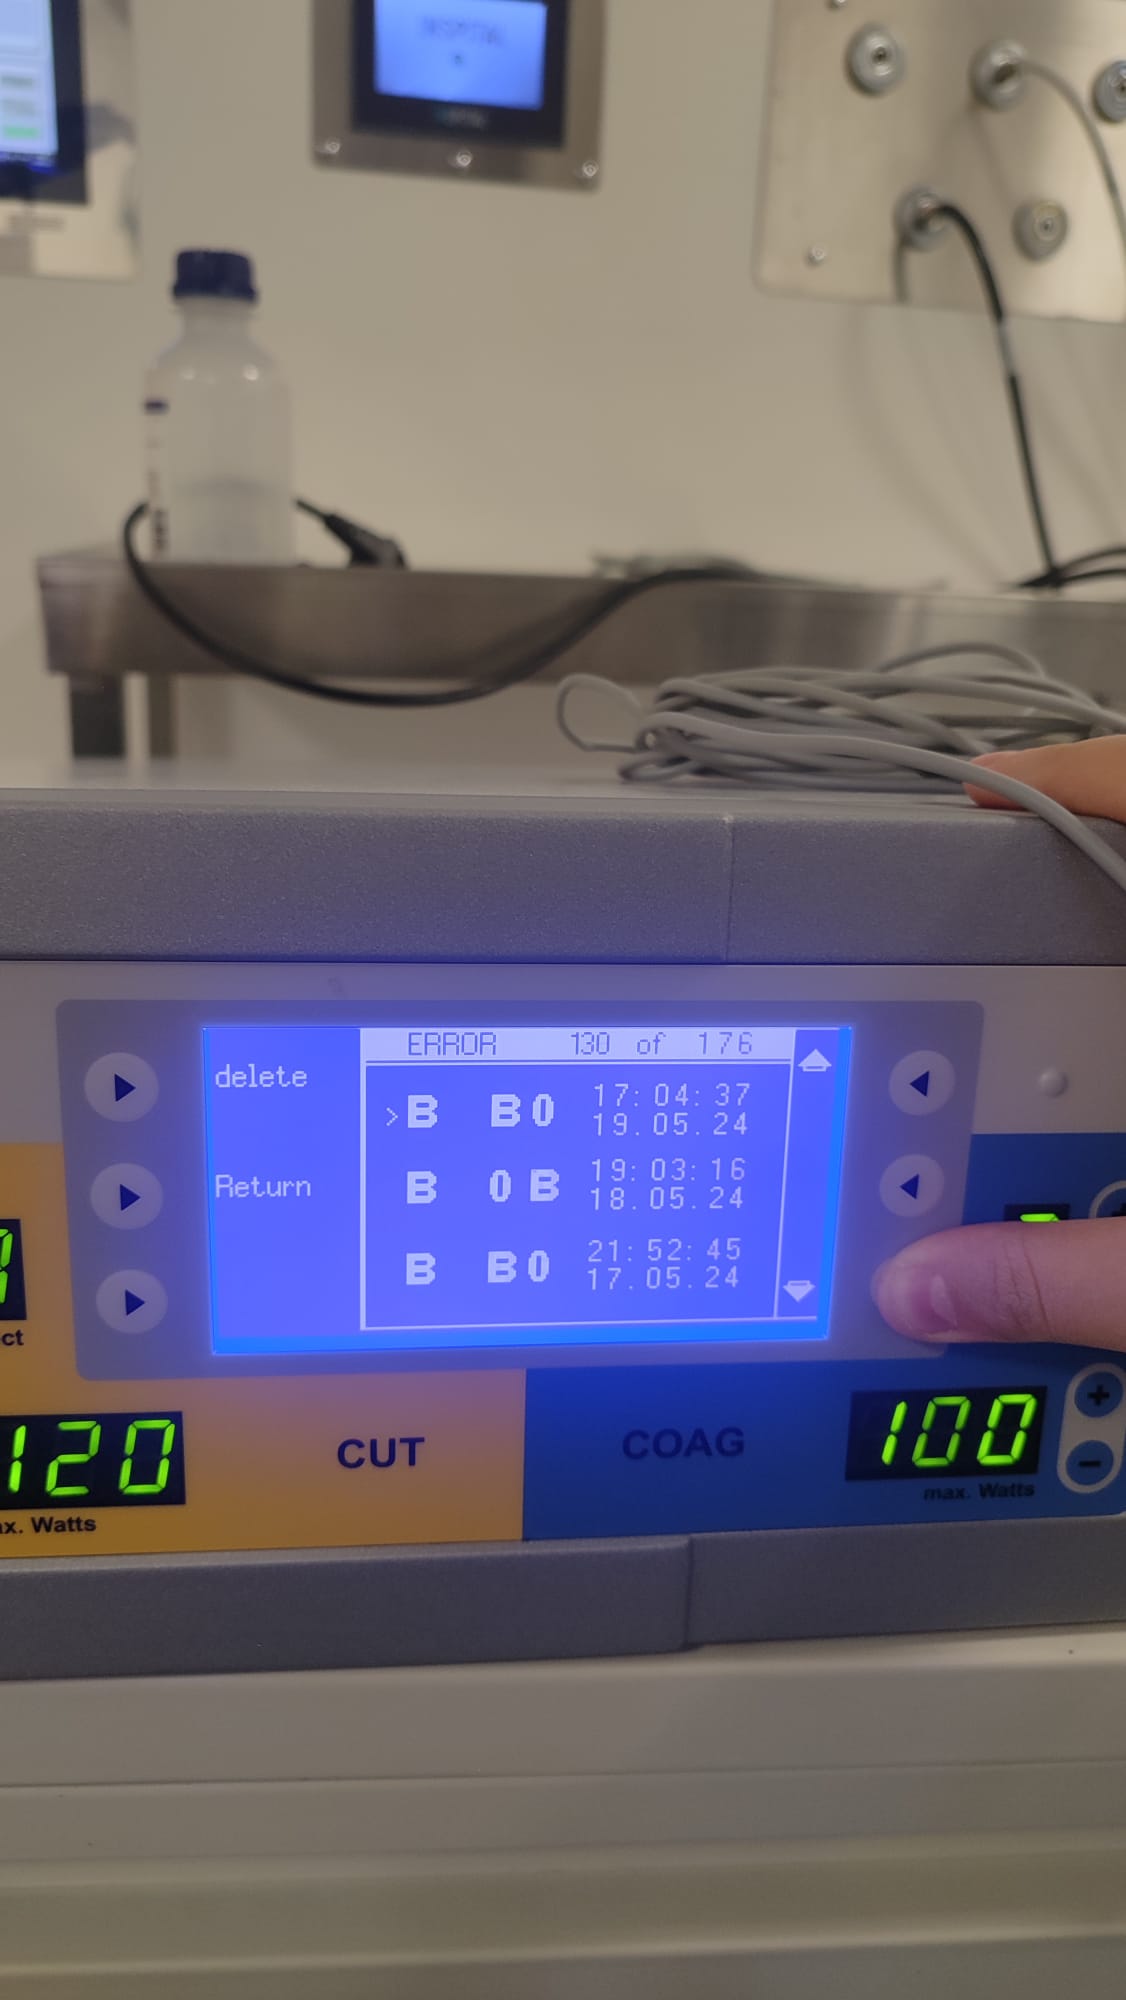 ERROR 130 of 176
delete
>B B0 17:04:37
19.05.24
Return
B 0B 19:03:16
18.05.24
B B0 21:52:45
17.05.24
ct
120
CUT
COAG
100
+
-
max. Watts
x. Watts